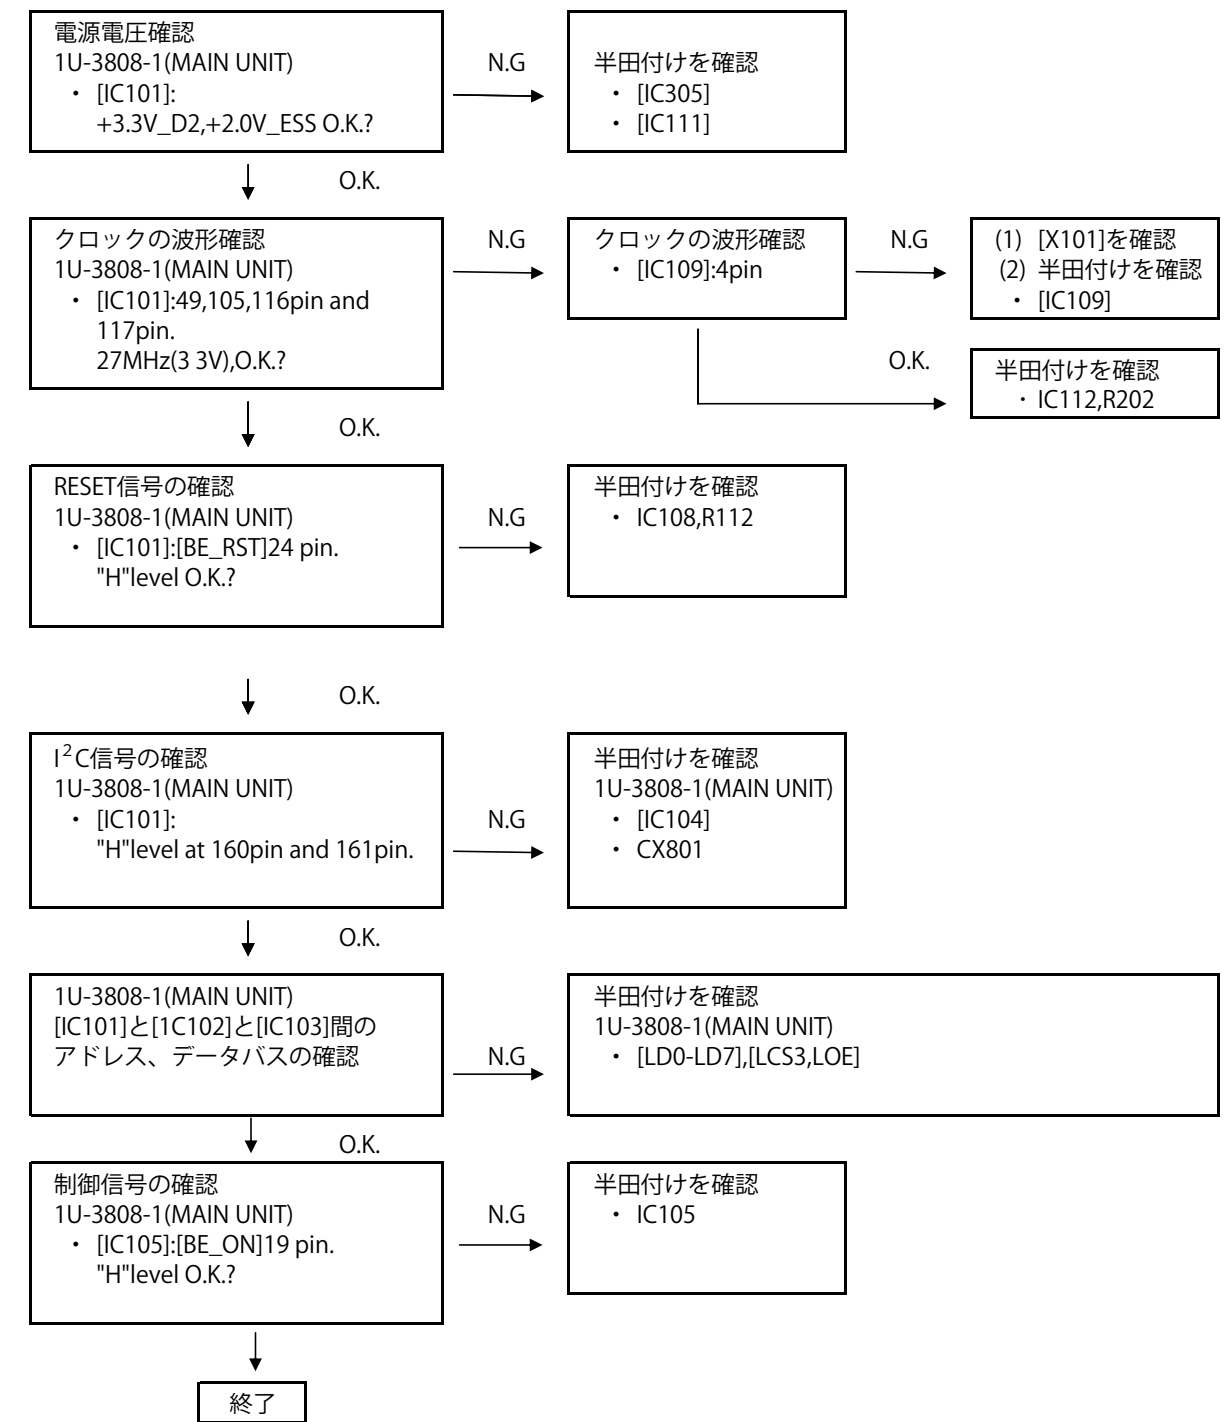 電源電圧確認
1U-3808-1(MAIN UNIT)
・ [IC101]:
+3.3V_D2,+2.0V_ESS O.K.?
N.G
半田付けを確認
・ [IC305]
・ [IC111]
O.K.
クロックの波形確認
1U-3808-1(MAIN UNIT)
・ [IC101]:49,105,116pin and
117pin.
27MHz(3 3V),O.K.?
N.G
クロックの波形確認
・ [IC109]:4pin
N.G
(1) [X101]を確認
(2) 半田付けを確認
・ [IC109]
O.K.
半田付けを確認
・ IC112,R202
O.K.
RESET信号の確認
1U-3808-1(MAIN UNIT)
・ [IC101]:[BE_RST]24 pin.
"H"level O.K.?
N.G
半田付けを確認
・ IC108,R112
O.K.
I²C信号の確認
1U-3808-1(MAIN UNIT)
・ [IC101]:
"H"level at 160pin and 161pin.
N.G
半田付けを確認
1U-3808-1(MAIN UNIT)
・ [IC104]
・ CX801
O.K.
1U-3808-1(MAIN UNIT)
[IC101]と[1C102]と[IC103]間の
アドレス、データバスの確認
N.G
半田付けを確認
1U-3808-1(MAIN UNIT)
・ [LD0-LD7],[LCS3,LOE]
O.K.
制御信号の確認
1U-3808-1(MAIN UNIT)
・ [IC105]:[BE_ON]19 pin.
"H"level O.K.?
N.G
半田付けを確認
・ IC105
終了